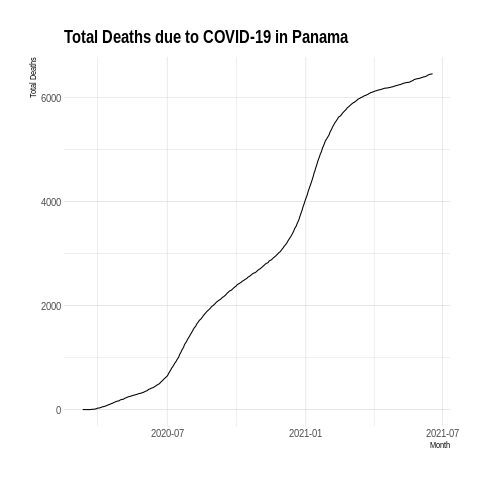 Total Deaths due to COVID-19 in Panama
Total Deaths
6000
4000
2000
0
2020-07 2021-01 2021-07
Month